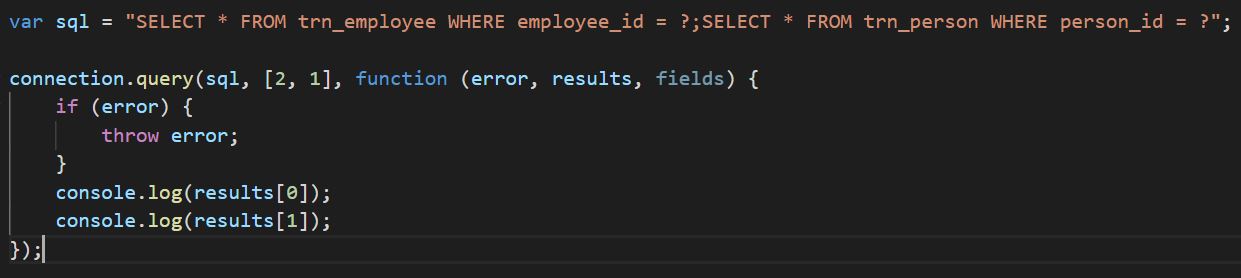 var sql = "SELECT * FROM trn_employee WHERE employee_id = ?;SELECT * FROM trn_person WHERE person_id = ?";
connection.query(sql, [2, 1], function (error, results, fields) {
    if (error) {
        throw error;
    }
    console.log(results[0]);
    console.log(results[1]);
});